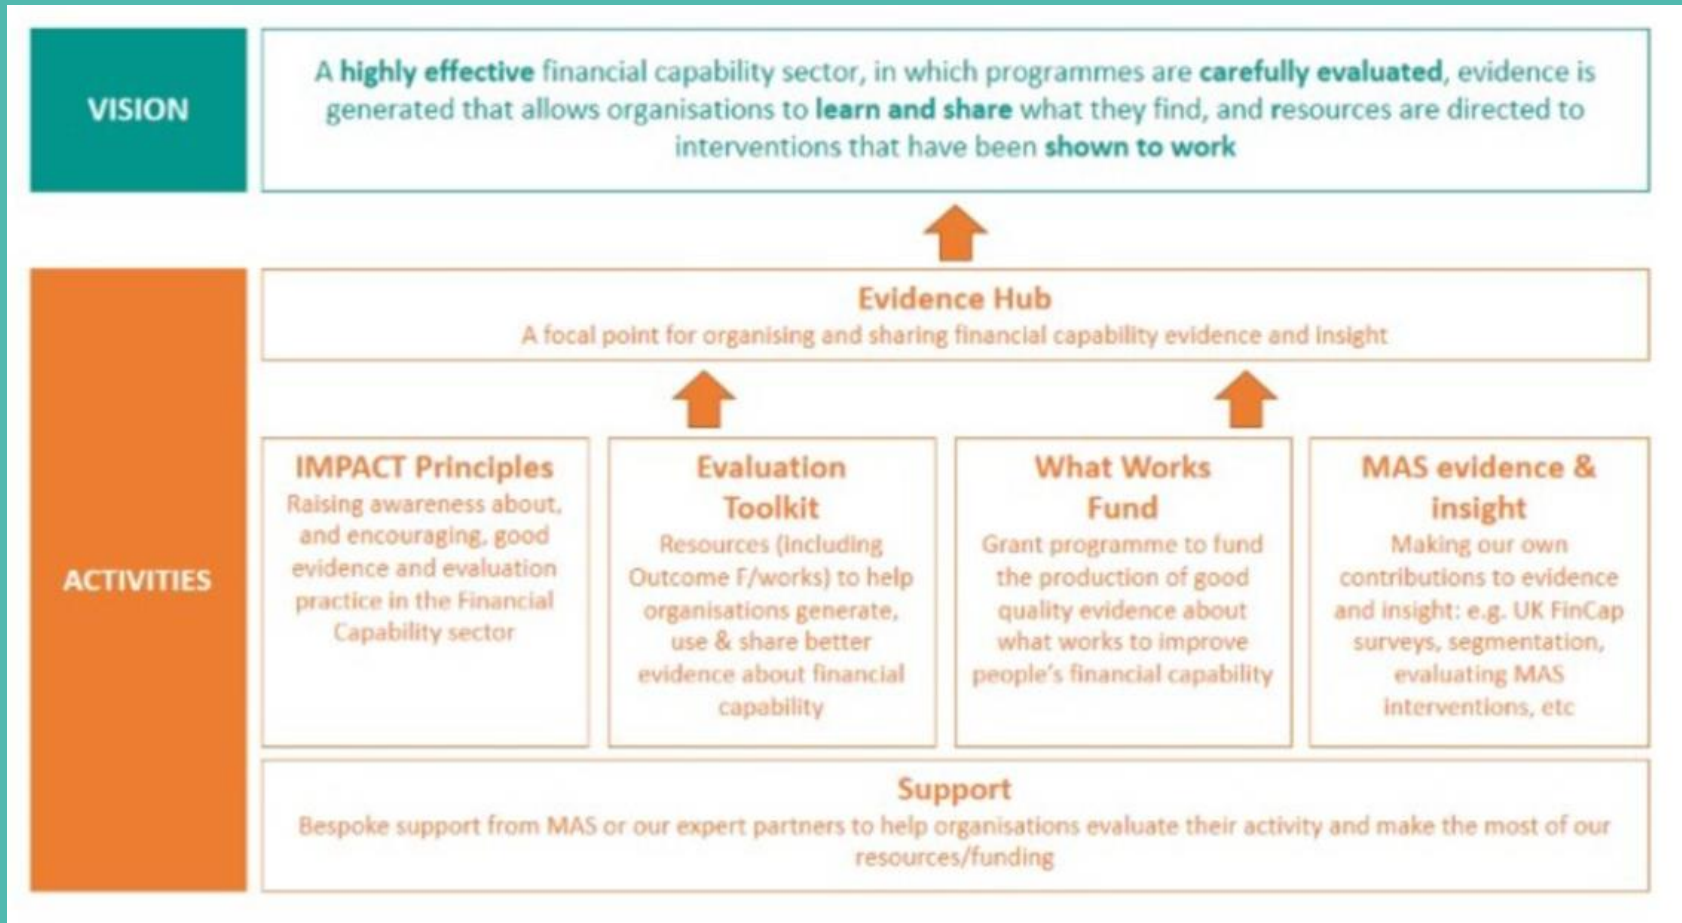 VISION
A highly effective financial capability sector, in which programmes are carefully evaluated, evidence is
generated that allows organisations to learn and share what they find, and resources are directed to
interventions that have been shown to work
ACTIVITIES
Evidence Hub
A focal point for organising and sharing financial capability evidence and insight
IMPACT Principles
Raising awareness about,
and encouraging, good
evidence and evaluation
practice in the Financial
Capability sector
Evaluation
Toolkit
Resources (including
Outcome F/works) to help
organisations generate,
use & share better
evidence about financial
capability
What Works
Fund
Grant programme to fund
the production of good
quality evidence about
what works to improve
people's financial capability
MAS evidence &
insight
Making our own
contributions to evidence
and insight: e.g. UK FinCap
surveys, segmentation,
evaluating MAS
interventions, etc
Support
Bespoke support from MAS or our expert partners to help organisations evaluate their activity and make the most of our
resources/funding